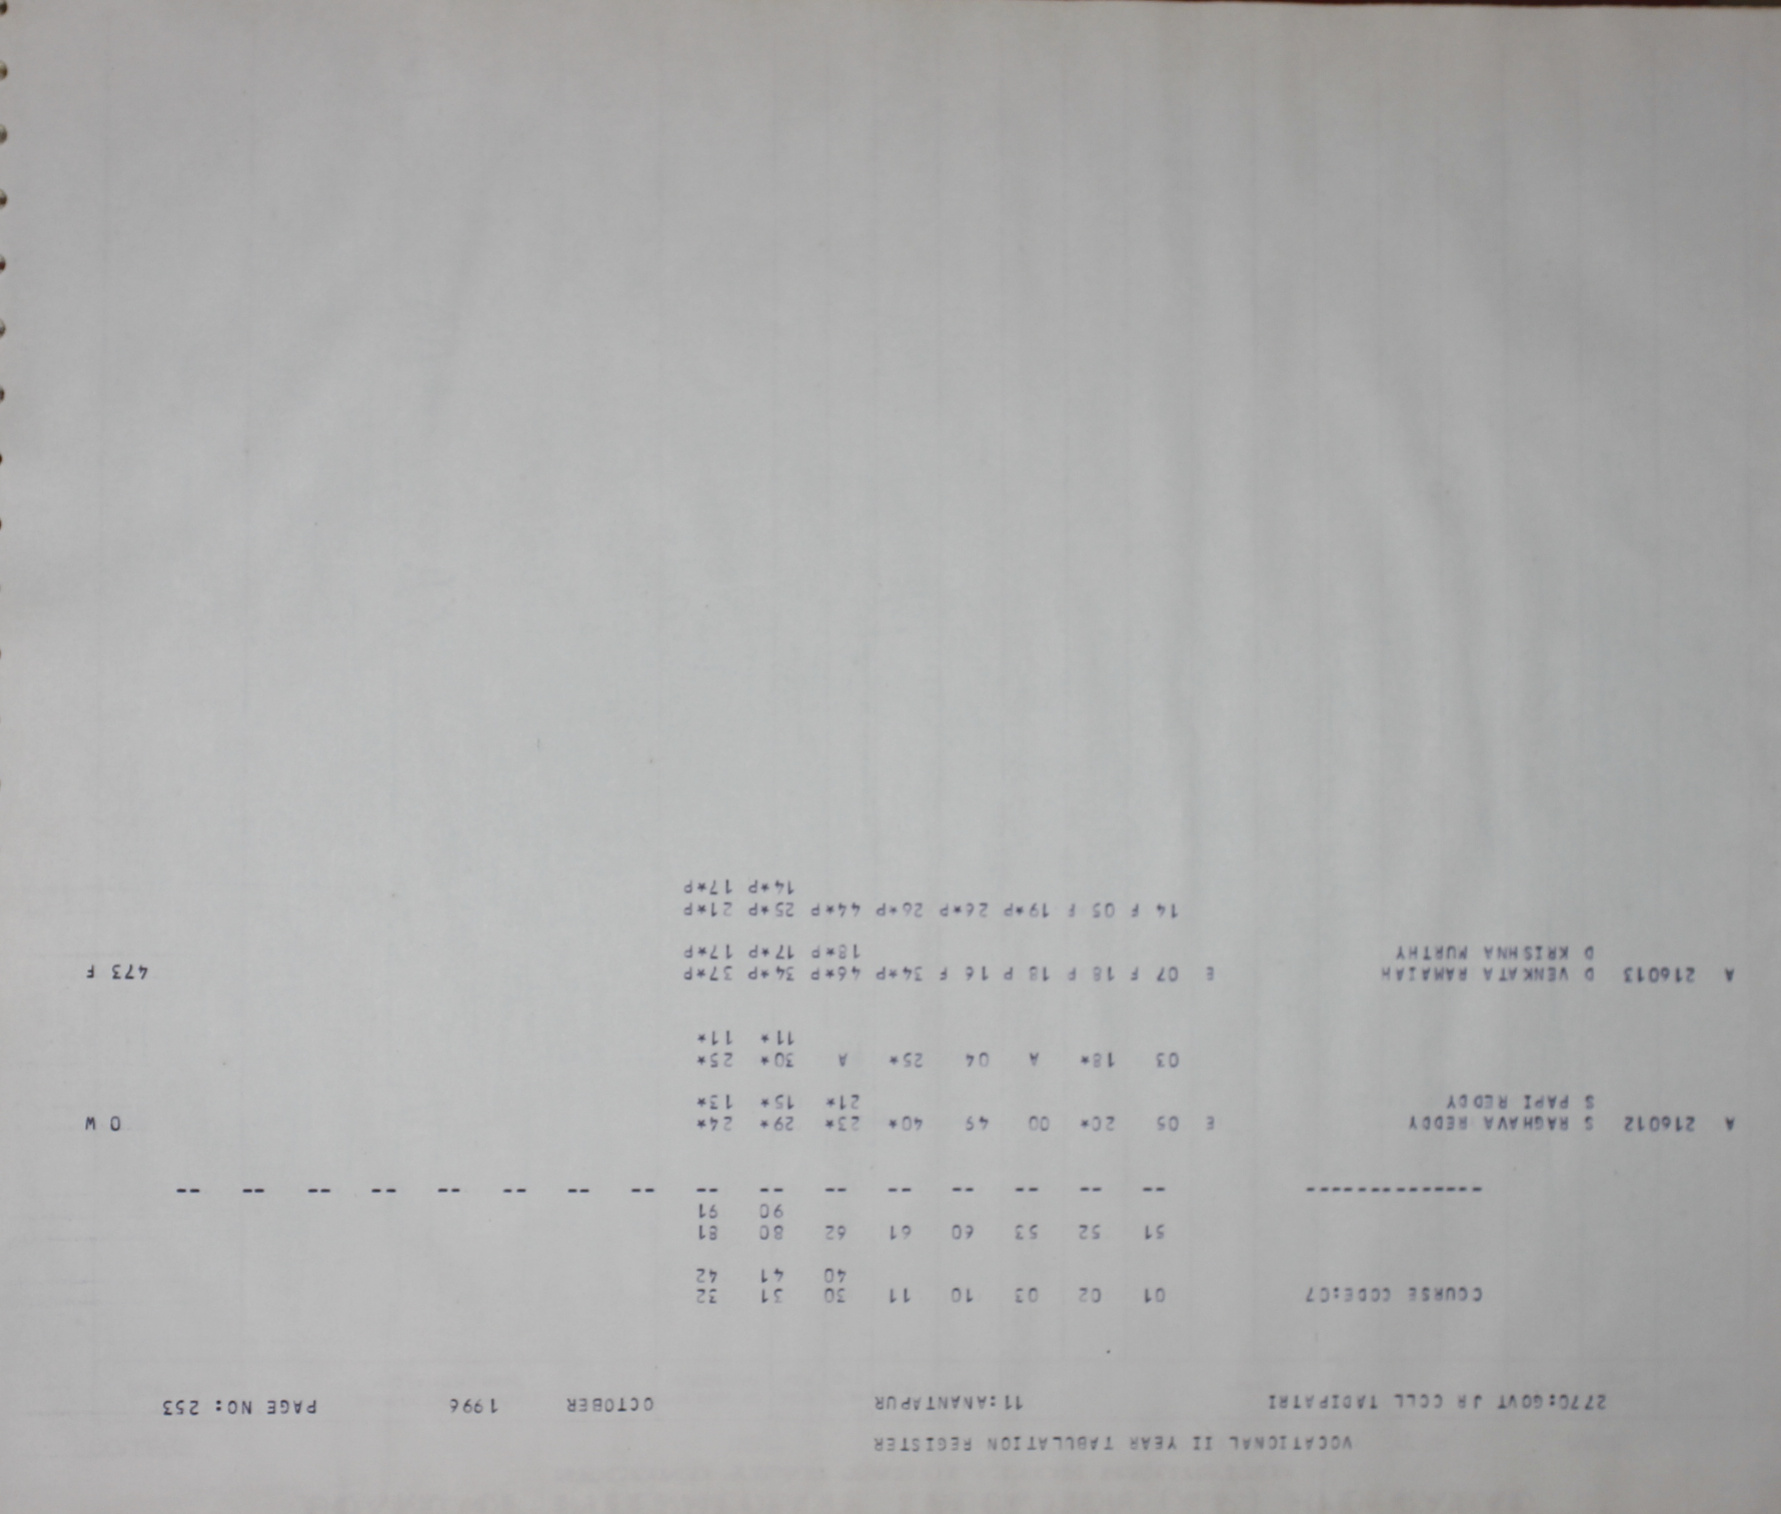 VOCATIONAL II YEAR TABULATION REGISTER
2770:GOVT JR COLL TADIPATRI 11:ANANTAPUR OCTOBER 1996 PAGE NO: 253
COURSE CODE:07 01 02 03 10 11 30 31 32
40 41 42
51 52 53 60 61 62 80 81
90 91
-------------- -- -- -- -- -- -- -- -- -- -- -- -- -- -- -- --
A 216012 S RAGHAVA REDDY E 05 20* 00 49 40* 23* 29* 24* 0 W
S PAPI REDDY 21* 15* 13*
03 18* A 04 25* A 30* 25*
11* 11*
A 216013 D VENKATA RAMAIAH E 07 F 18 P 18 P 16 F 34*P 46*P 34*P 37*P 473 F
D KRISHNA MURTHY 18*P 17*P 17*P
14 F 05 F 19*P 26*P 26*P 44*P 25*P 21*P
14*P 17*P